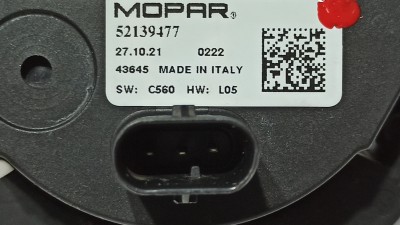 MOPAR®
52139477
27.10.21 0222
43645 MADE IN ITALY
SW: C560 HW: L05